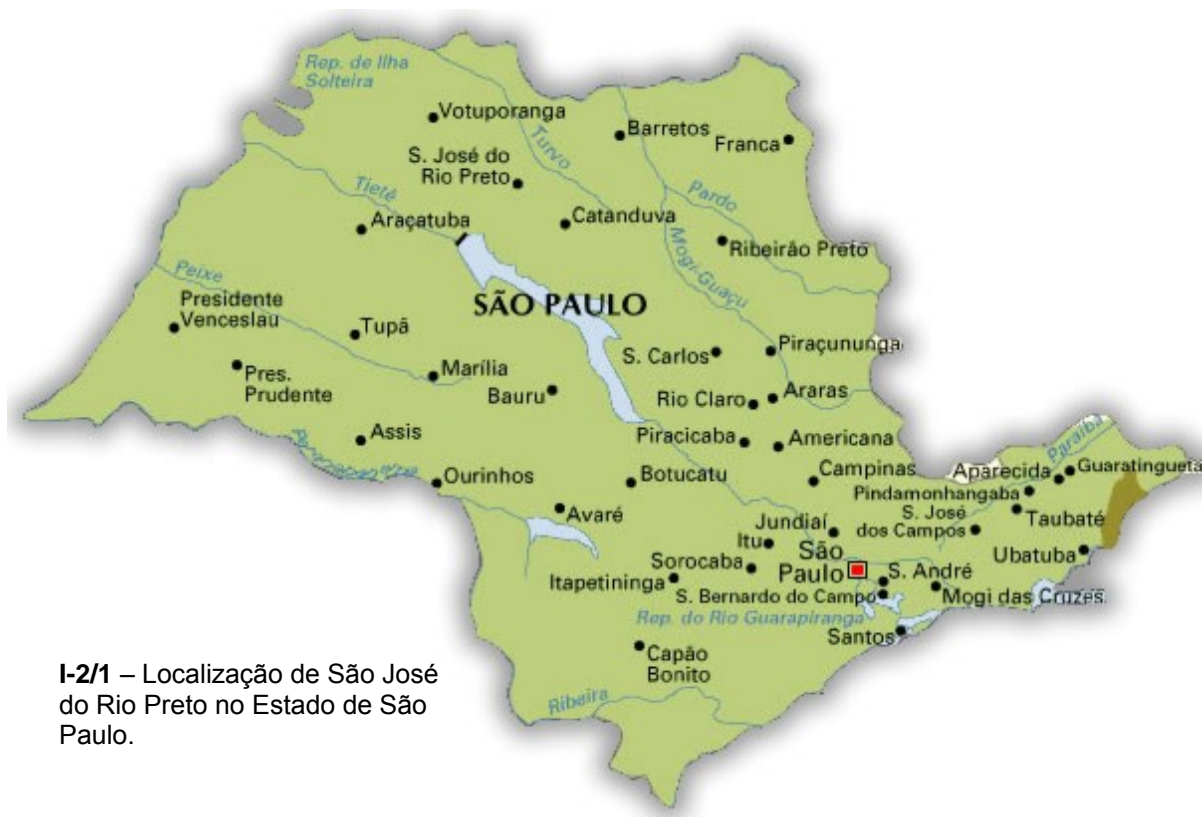 Rep. de Ilha
Solteira
Votuporanga
Barretos
Franca
Turvo
S. José do
Rio Preto
Tietê
Pardo
Araçatuba
Catanduva
Mogi-Guaçu
Ribeirão Preto
Peixe
Presidente
Venceslau
SÃO PAULO
Tupã
S. Carlos
Piraçununga
Pres.
Prudente
Marília
Bauru
Rio Claro
Araras
Assis
Piracicaba
Americana
Paraíba
Ourinhos
Botucatu
Campinas
Aparecida
Guaratinguetá
Pindamonhangaba
Avaré
S. José
dos Campos
Taubaté
Jundiaí
Itu
São
Paulo
Ubatuba
Sorocaba
Itapetininga
S. André
S. Bernardo do Campo
Mogi das Cruzes
Rep. do Rio Guarapiranga
Santos
Capão
Bonito
Ribeira
I-2/1 – Localização de São José
do Rio Preto no Estado de São
Paulo.